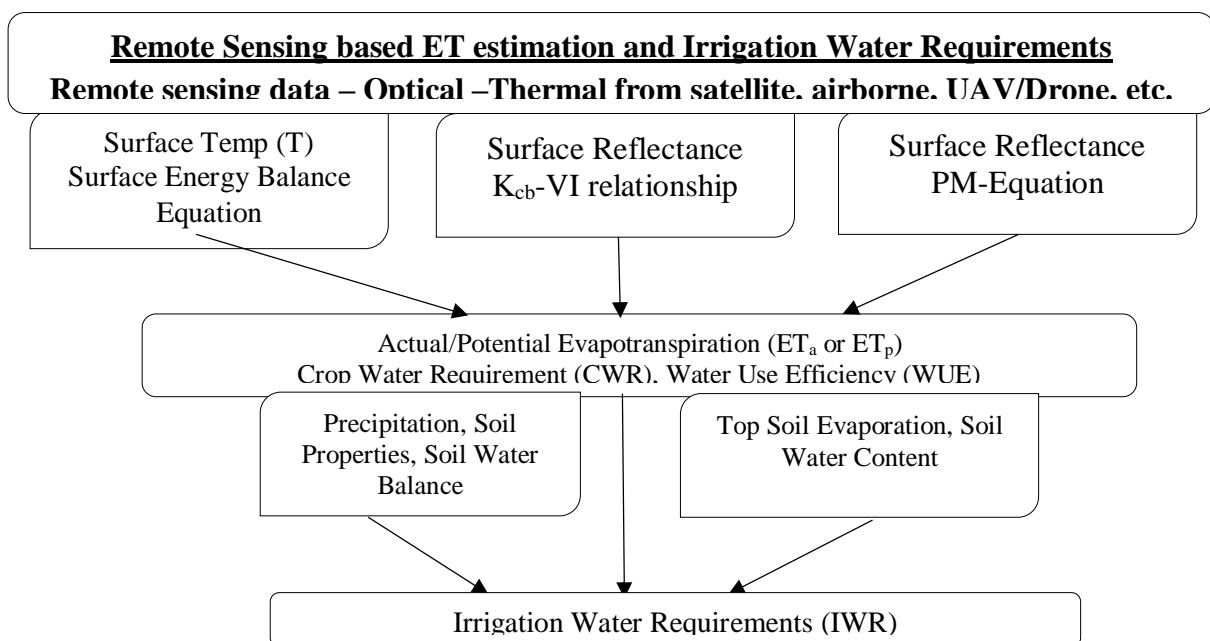 Remote Sensing based ET estimation and Irrigation Water Requirements
Remote sensing data – Optical –Thermal from satellite, airborne, UAV/Drone, etc.
Surface Temp (T)
Surface Energy Balance
Equation
Surface Reflectance
Kcb-VI relationship
Surface Reflectance
PM-Equation
Actual/Potential Evapotranspiration (ETa or ETp)
Crop Water Requirement (CWR), Water Use Efficiency (WUE)
Precipitation, Soil
Properties, Soil Water
Balance
Top Soil Evaporation, Soil
Water Content
Irrigation Water Requirements (IWR)